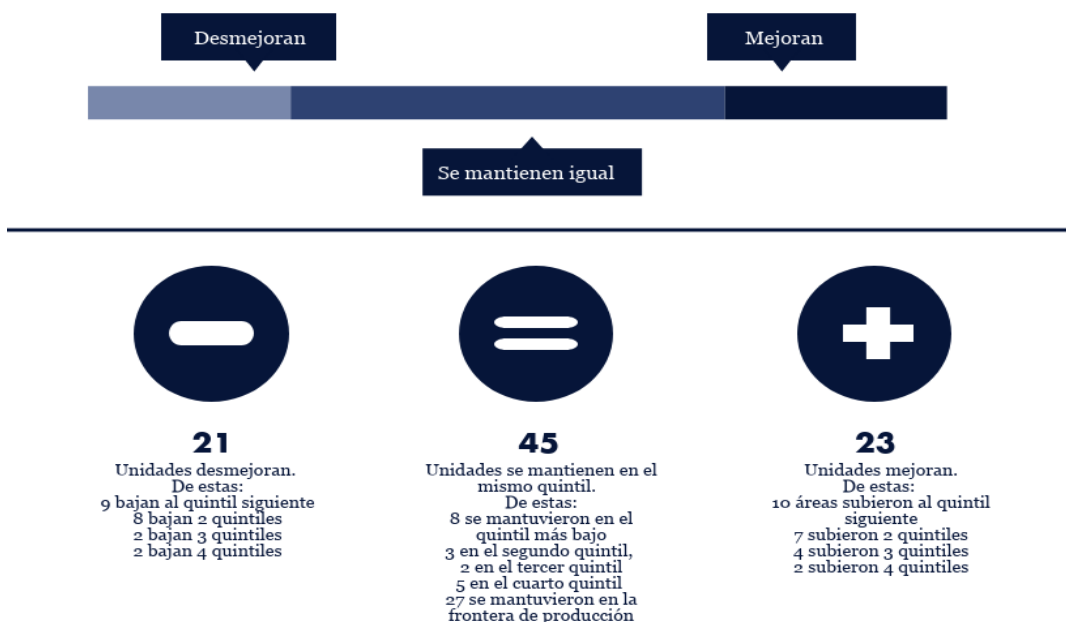 Desmejoran
Mejoran
Se mantienen igual
21
Unidades desmejoran.
De estas:
9 bajan al quintil siguiente
8 bajan 2 quintiles
2 bajan 3 quintiles
2 bajan 4 quintiles
45
Unidades se mantienen en el
mismo quintil.
De estas:
8 se mantuvieron en el
quintil más bajo
3 en el segundo quintil,
2 en el tercer quintil
5 en el cuarto quintil
27 se mantuvieron en la
frontera de producción
23
Unidades mejoran.
De estas:
10 áreas subieron al quintil
siguiente
7 subieron 2 quintiles
4 subieron 3 quintiles
2 subieron 4 quintiles